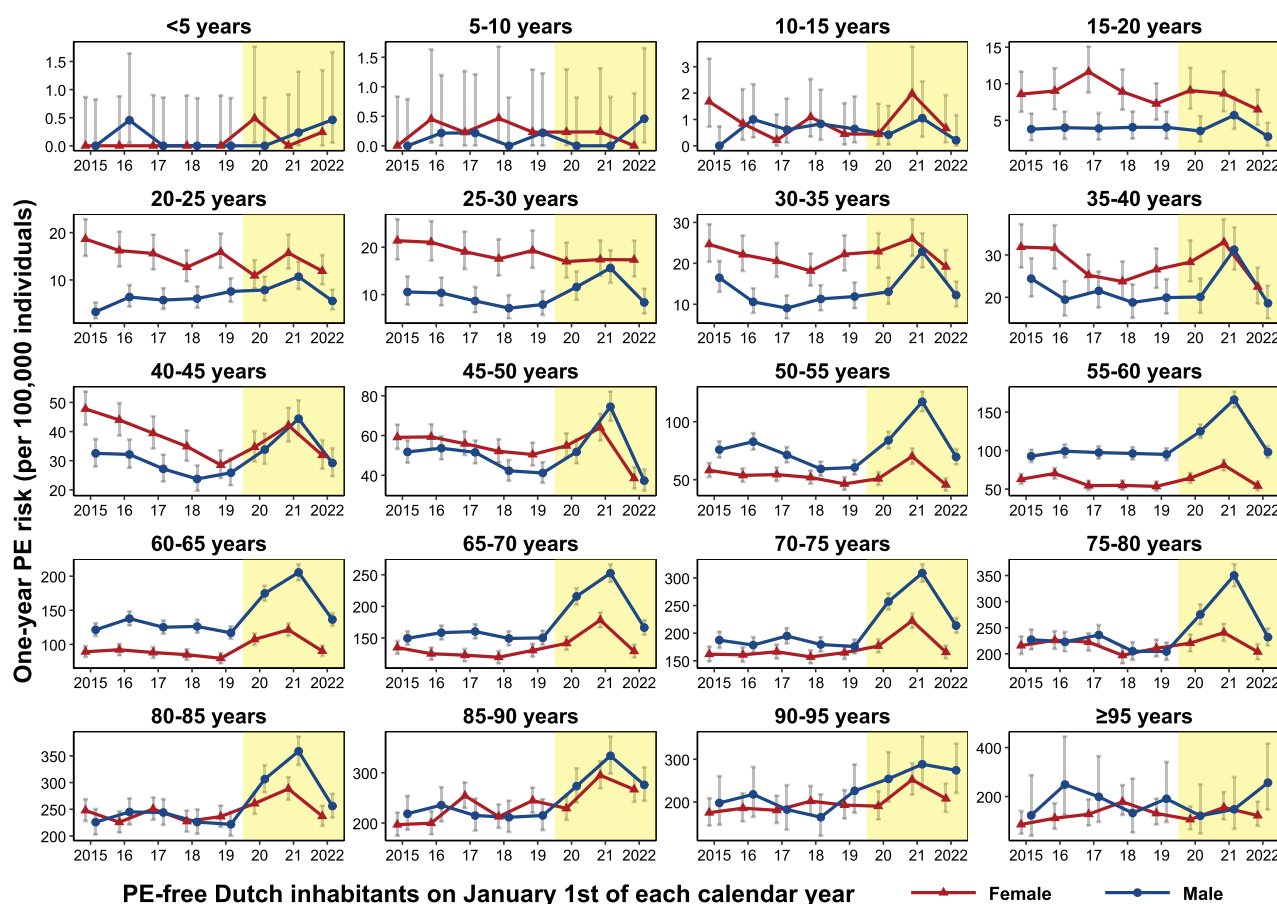 <5 years 5-10 years 10-15 years 15-20 years
1.5
1.0
0.5
0.0
2015 16 17 18 19 20 21 2022
1.5
1.0
0.5
0.0
2015 16 17 18 19 20 21 2022
3
2
1
0
2015 16 17 18 19 20 21 2022
15
10
5
2015 16 17 18 19 20 21 2022
20-25 years 25-30 years 30-35 years 35-40 years
20
10
2015 16 17 18 19 20 21 2022
20
10
2015 16 17 18 19 20 21 2022
30
20
10
2015 16 17 18 19 20 21 2022
30
20
2015 16 17 18 19 20 21 2022
One-year PE risk (per 100,000 individuals)
40-45 years 45-50 years 50-55 years 55-60 years
50
40
30
20
2015 16 17 18 19 20 21 2022
80
60
40
2015 16 17 18 19 20 21 2022
100
50
2015 16 17 18 19 20 21 2022
150
100
50
2015 16 17 18 19 20 21 2022
60-65 years 65-70 years 70-75 years 75-80 years
200
150
100
2015 16 17 18 19 20 21 2022
250
200
150
2015 16 17 18 19 20 21 2022
300
250
200
150
2015 16 17 18 19 20 21 2022
350
300
250
200
2015 16 17 18 19 20 21 2022
80-85 years 85-90 years 90-95 years ≥95 years
350
300
250
200
2015 16 17 18 19 20 21 2022
300
200
2015 16 17 18 19 20 21 2022
300
200
2015 16 17 18 19 20 21 2022
400
200
2015 16 17 18 19 20 21 2022
PE-free Dutch inhabitants on January 1st of each calendar year Female Male